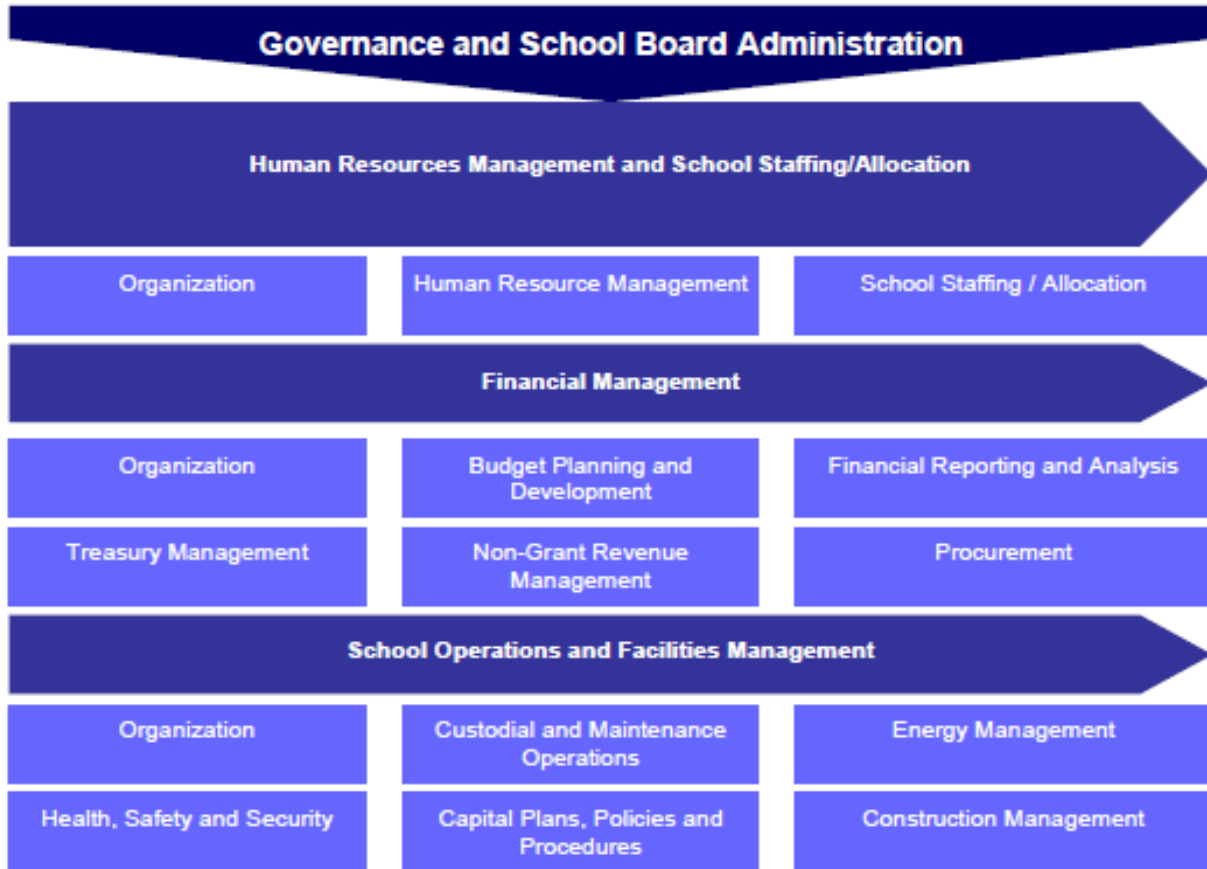 Governance and School Board Administration
Human Resources Management and School Staffing/Allocation
Organization
Human Resource Management
School Staffing / Allocation
Financial Management
Organization
Budget Planning and
Development
Financial Reporting and Analysis
Treasury Management
Non-Grant Revenue
Management
Procurement
School Operations and Facilities Management
Organization
Custodial and Maintenance
Operations
Energy Management
Health, Safety and Security
Capital Plans, Policies and
Procedures
Construction Management